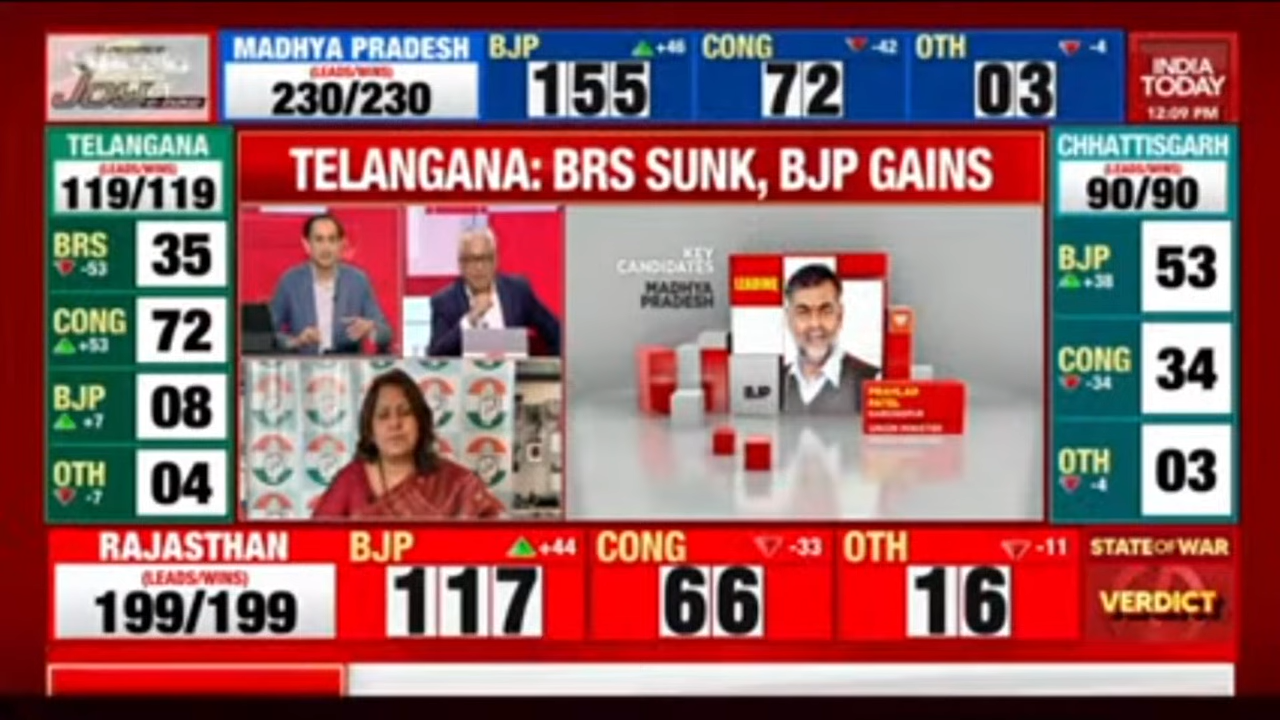 MADHYA PRADESH
(LEADS/WINS)
230/230
BJP
+46
155
CONG
-42
72
OTH
-4
03
INDIA
TODAY
12:09 PM
TELANGANA
(LEADS/WINS)
119/119
BRS
-53
35
CONG
+53
72
BJP
+7
08
OTH
-7
04
TELANGANA: BRS SUNK, BJP GAINS
KEY
CANDIDATES
MADHYA
PRADESH
LEADING
BJP
PRAHLAD
PATEL
UNION MINISTER
CHHATTISGARH
(LEADS/WINS)
90/90
BJP
+38
53
CONG
-34
34
OTH
-4
03
RAJASTHAN
(LEADS/WINS)
199/199
BJP
+44
117
CONG
-33
66
OTH
-11
16
STATE OF WAR
VERDICT